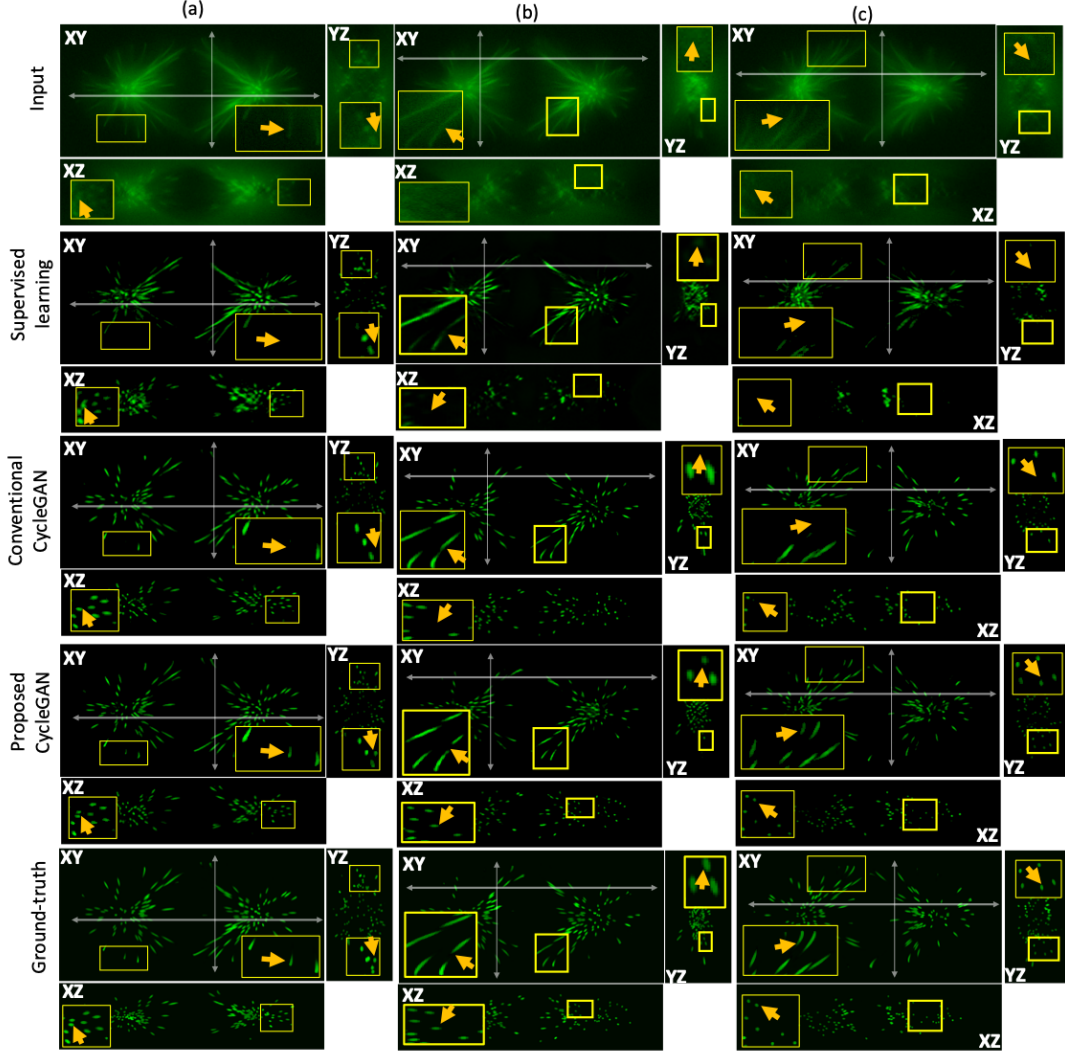 (a) (b) (c)
Input
XY YZ XY YZ XY YZ
XZ XZ XZ
Supervised learning
XY YZ XY YZ XY YZ
XZ XZ XZ
Conventional CycleGAN
XY YZ XY YZ XY YZ
XZ XZ XZ
Proposed CycleGAN
XY YZ XY YZ XY YZ
XZ XZ XZ
Ground-truth
XY YZ XY YZ XY YZ
XZ XZ XZ